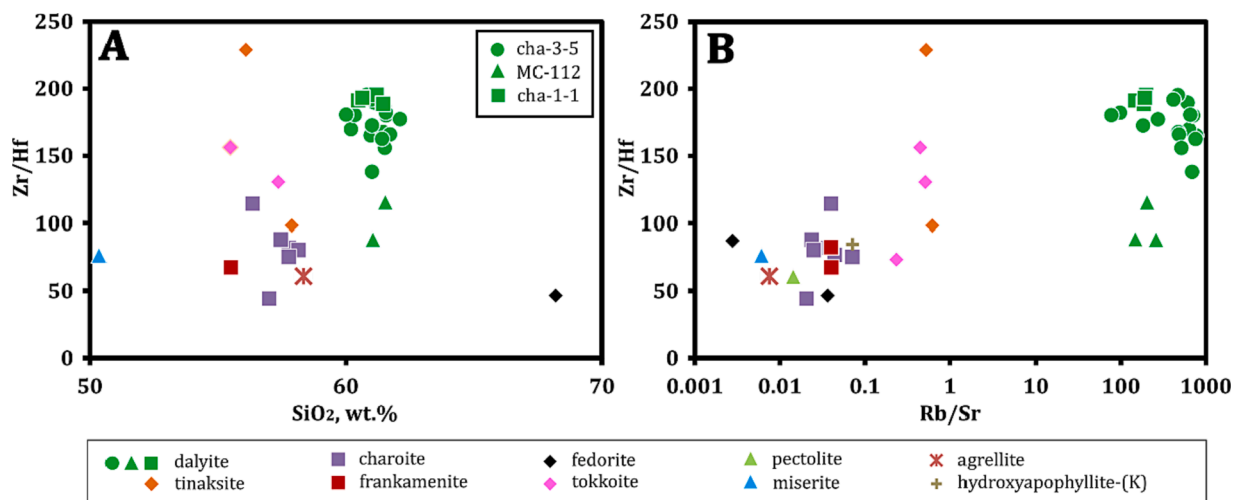 A
250
200
150
100
50
0
Zr/Hf
50
60
70
SiO₂, wt.%
cha-3-5
MC-112
cha-1-1
B
250
200
150
100
50
0
Zr/Hf
0.001
0.01
0.1
1
10
100
1000
Rb/Sr
dalyite
charoite
fedorite
pectolite
agrellite
tinaksite
frankamenite
tokkoite
miserite
hydroxyapophyllite-(K)